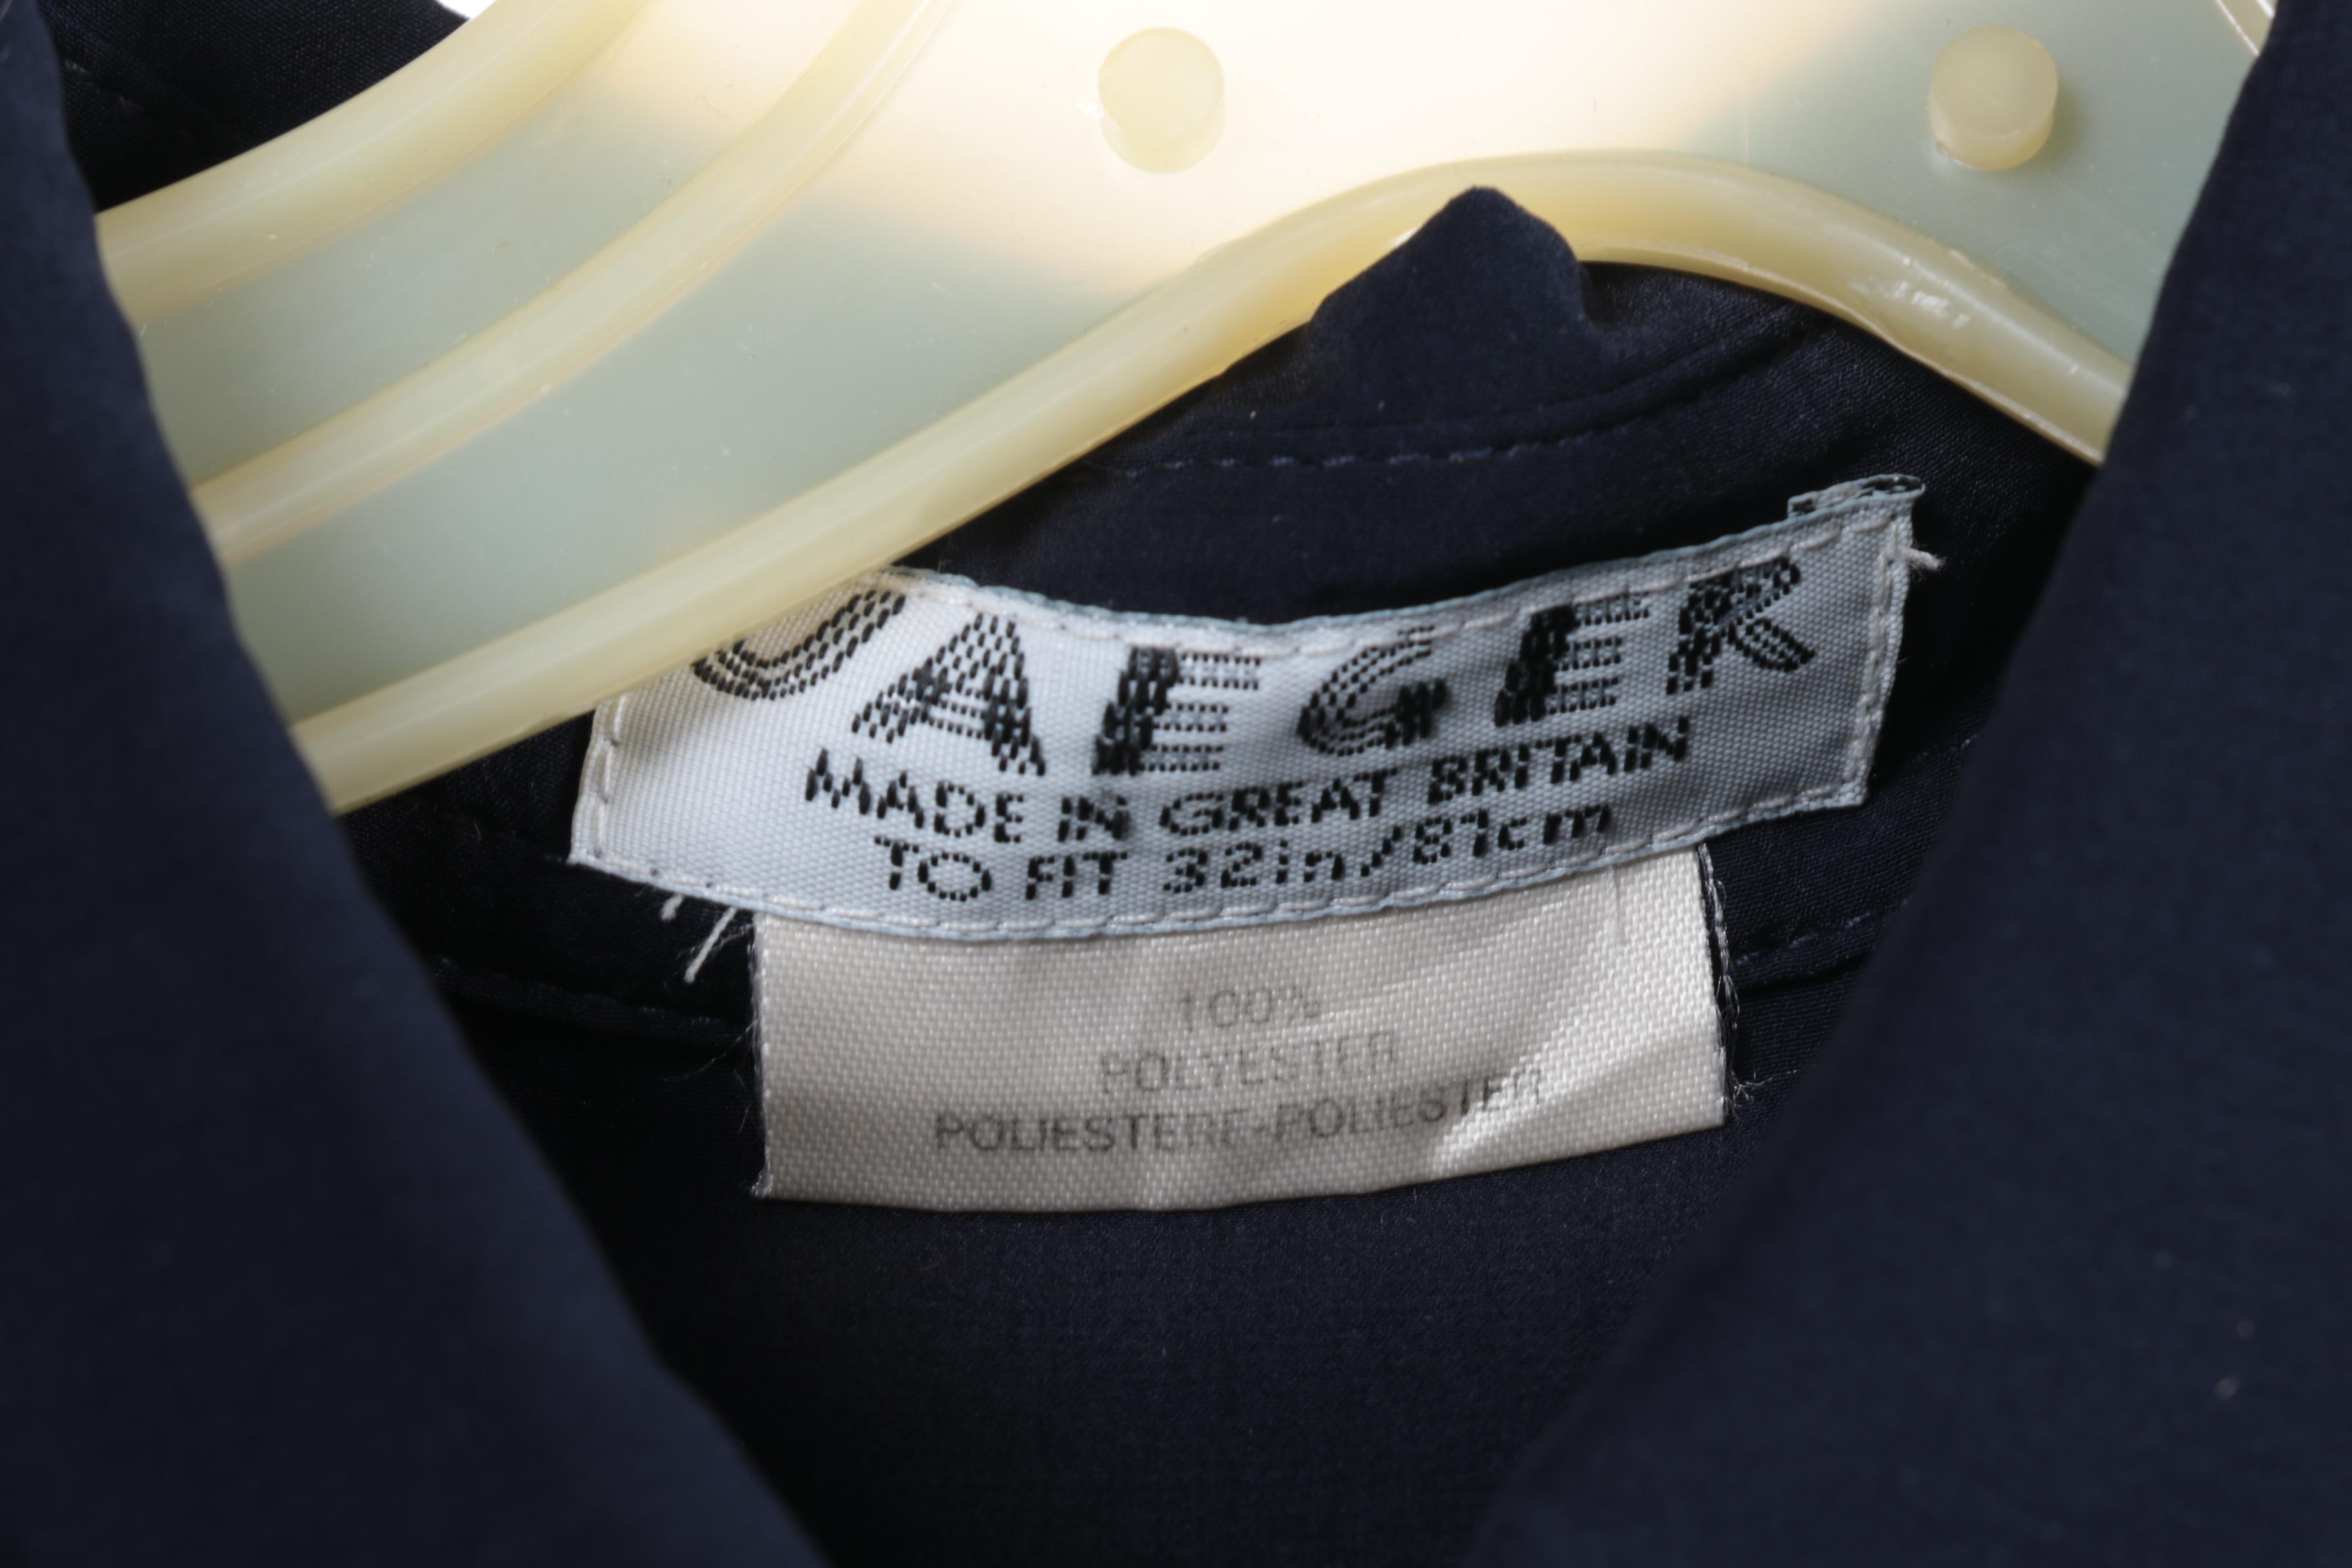 JAEGER
MADE IN GREAT BRITAIN
TO FIT 32in/81cm
100%
POLYESTER
POLIESTERE-POLIESTER